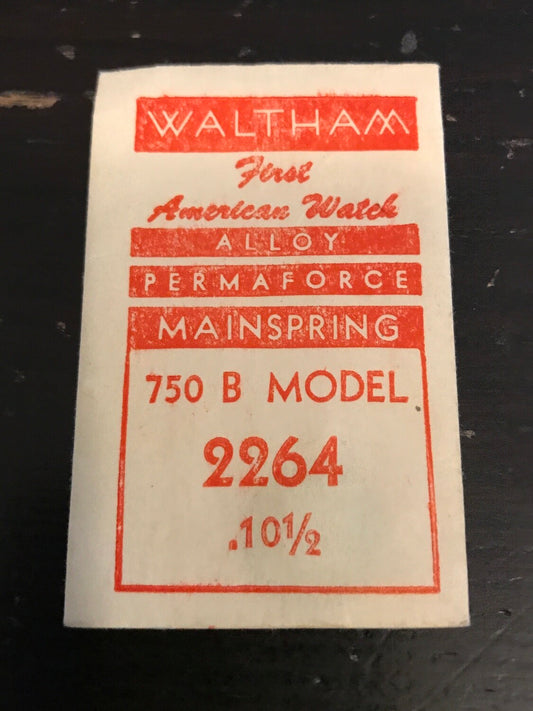 WALTHAM
First
American Watch
ALLOY
PERMAFORCE
MAINSPRING
750 B MODEL
2264
.10½